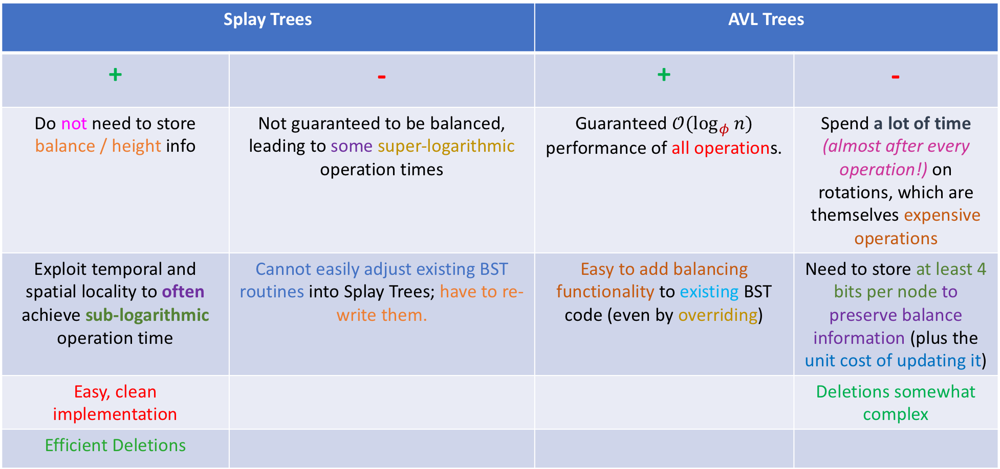 Splay Trees
AVL Trees
+
-
+
-
Do not need to store
balance / height info
Not guaranteed to be balanced,
leading to some super-logarithmic
operation times
Guaranteed 𝒪(log_ϕ n)
performance of all operations.
Spend a lot of time
(almost after every
operation!) on
rotations, which are
themselves expensive
operations
Exploit temporal and
spatial locality to often
achieve sub-logarithmic
operation time
Cannot easily adjust existing BST
routines into Splay Trees; have to re-
write them.
Easy to add balancing
functionality to existing BST
code (even by overriding)
Need to store at least 4
bits per node to
preserve balance
information (plus the
unit cost of updating it)
Easy, clean
implementation
Deletions somewhat
complex
Efficient Deletions